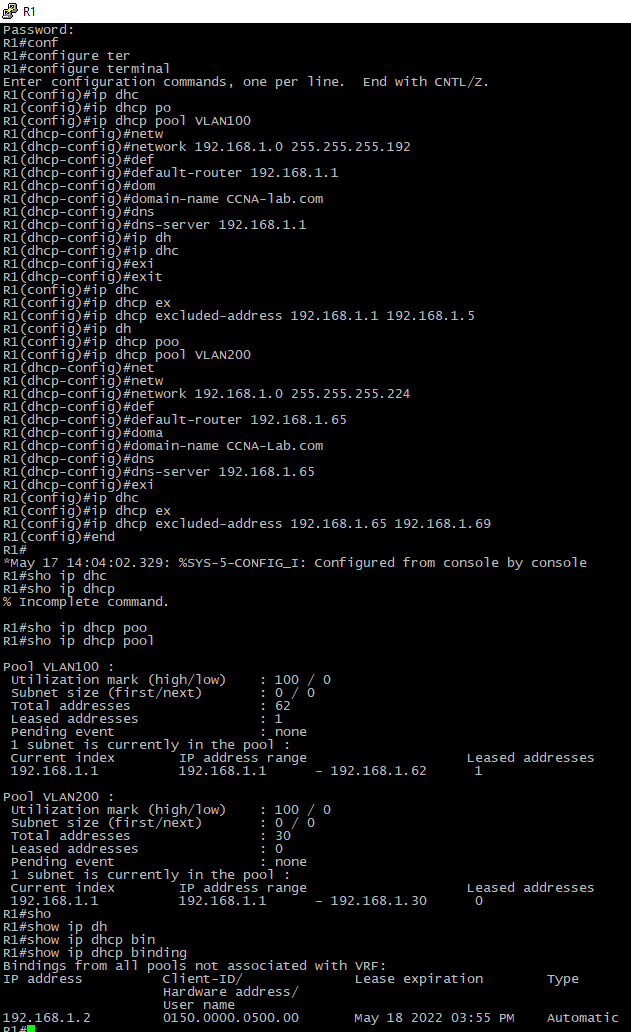 R1
Password:
R1#conf
R1#configure ter
R1#configure terminal
Enter configuration commands, one per line.  End with CNTL/Z.
R1(config)#ip dhc
R1(config)#ip dhcp po
R1(config)#ip dhcp pool VLAN100
R1(dhcp-config)#netw
R1(dhcp-config)#network 192.168.1.0 255.255.255.192
R1(dhcp-config)#def
R1(dhcp-config)#default-router 192.168.1.1
R1(dhcp-config)#dom
R1(dhcp-config)#domain-name CCNA-lab.com
R1(dhcp-config)#dns
R1(dhcp-config)#dns-server 192.168.1.1
R1(dhcp-config)#ip dh
R1(dhcp-config)#ip dhc
R1(dhcp-config)#exi
R1(dhcp-config)#exit
R1(config)#ip dhc
R1(config)#ip dhcp ex
R1(config)#ip dhcp excluded-address 192.168.1.1 192.168.1.5
R1(config)#ip dh
R1(config)#ip dhcp poo
R1(config)#ip dhcp pool VLAN200
R1(dhcp-config)#net
R1(dhcp-config)#netw
R1(dhcp-config)#network 192.168.1.0 255.255.255.224
R1(dhcp-config)#def
R1(dhcp-config)#default-router 192.168.1.65
R1(dhcp-config)#doma
R1(dhcp-config)#domain-name CCNA-Lab.com
R1(dhcp-config)#dns
R1(dhcp-config)#dns-server 192.168.1.65
R1(dhcp-config)#exi
R1(config)#ip dhc
R1(config)#ip dhcp ex
R1(config)#ip dhcp excluded-address 192.168.1.65 192.168.1.69
R1(config)#end
R1#
*May 17 14:04:02.329: %SYS-5-CONFIG_I: Configured from console by console
R1#sho ip dhc
R1#sho ip dhcp
% Incomplete command.
R1#sho ip dhcp poo
R1#sho ip dhcp pool
Pool VLAN100 :
 Utilization mark (high/low)    : 100 / 0
 Subnet size (first/next)       : 0 / 0
 Total addresses                : 62
 Leased addresses               : 1
 Pending event                  : none
 1 subnet is currently in the pool :
 Current index        IP address range                    Leased addresses
 192.168.1.1          192.168.1.1      - 192.168.1.62      1
Pool VLAN200 :
 Utilization mark (high/low)    : 100 / 0
 Subnet size (first/next)       : 0 / 0
 Total addresses                : 30
 Leased addresses               : 0
 Pending event                  : none
 1 subnet is currently in the pool :
 Current index        IP address range                    Leased addresses
 192.168.1.1          192.168.1.1      - 192.168.1.30      0
R1#sho
R1#show ip dh
R1#show ip dhcp bin
R1#show ip dhcp binding
Bindings from all pools not associated with VRF:
IP address          Client-ID/              Lease expiration        Type
                    Hardware address/
                    User name
192.168.1.2         0150.0000.0500.00       May 18 2022 03:55 PM    Automatic
R1#